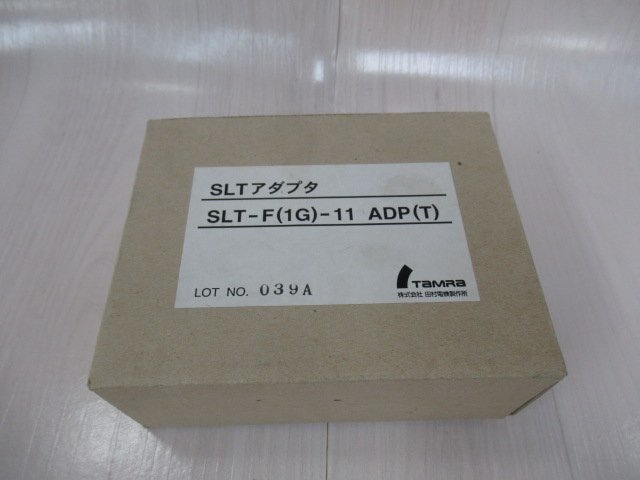 SLTアダプタ
SLT-F(1G)-11 ADP(T)
TAMRA
株式会社 田村電機製作所
LOT NO. 039A